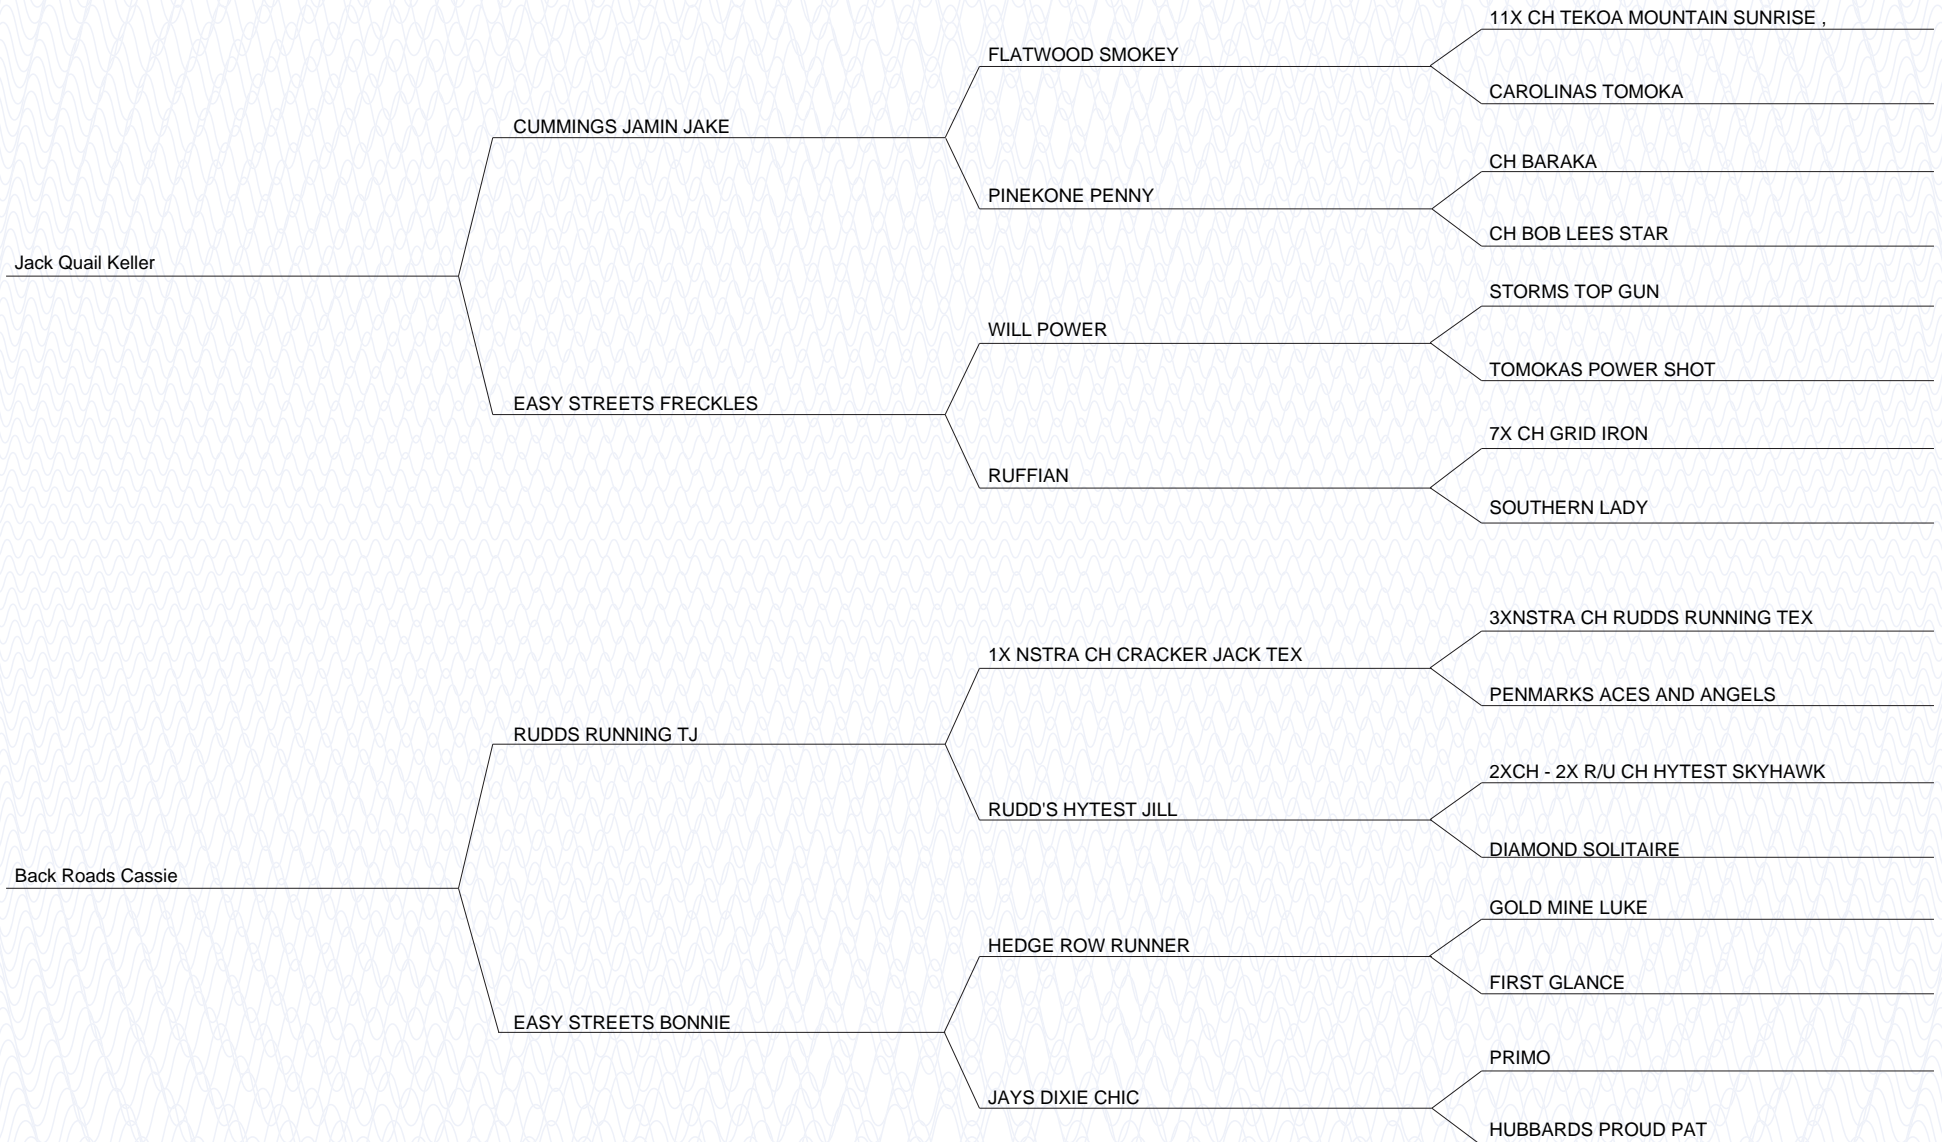 11X CH TEKOA MOUNTAIN SUNRISE ,
FLATWOOD SMOKEY
CAROLINAS TOMOKA
CUMMINGS JAMIN JAKE
CH BARAKA
PINEKONE PENNY
CH BOB LEES STAR
Jack Quail Keller
STORMS TOP GUN
WILL POWER
TOMOKAS POWER SHOT
EASY STREETS FRECKLES
7X CH GRID IRON
RUFFIAN
SOUTHERN LADY
3XNSTRA CH RUDDS RUNNING TEX
1X NSTRA CH CRACKER JACK TEX
PENMARKS ACES AND ANGELS
RUDDS RUNNING TJ
2XCH - 2X R/U CH HYTEST SKYHAWK
RUDD'S HYTEST JILL
DIAMOND SOLITAIRE
Back Roads Cassie
GOLD MINE LUKE
HEDGE ROW RUNNER
FIRST GLANCE
EASY STREETS BONNIE
PRIMO
JAYS DIXIE CHIC
HUBBARDS PROUD PAT